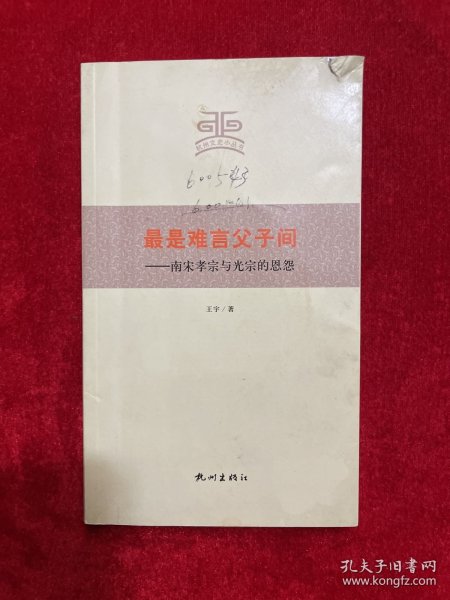 杭州文史小丛书
600543
最是难言父子间
——南宋孝宗与光宗的恩怨
王宇/著
杭州出版社
孔夫子旧书网
www.kongfz.com